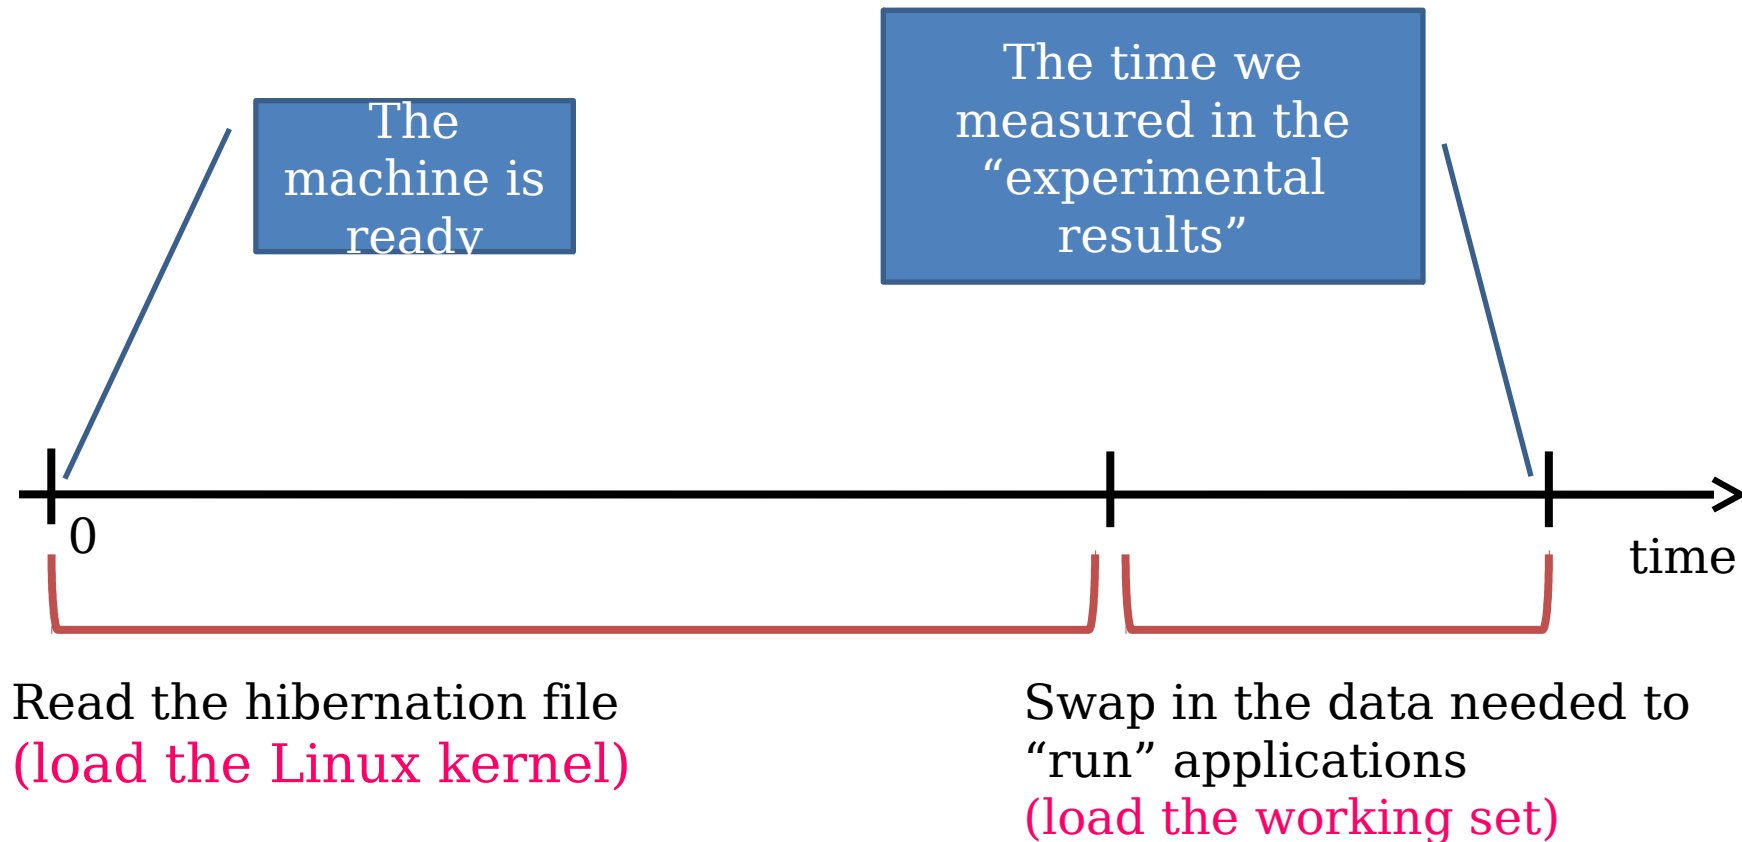 The
machine is
ready
The time we
measured in the
“experimental
results”
0
time
Read the hibernation file
(load the Linux kernel)
Swap in the data needed to
“run” applications
(load the working set)